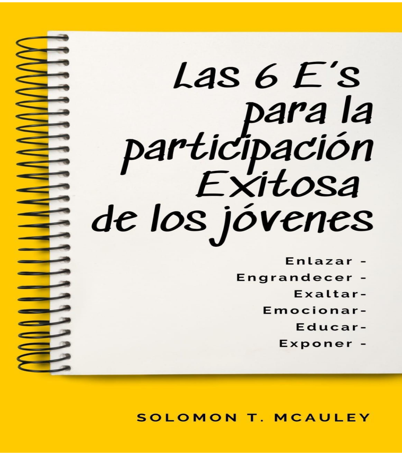 Las 6 E's
para la
participación
Exitosa
de los jóvenes
Enlazar -
Engrandecer -
Exaltar-
Emocionar-
Educar-
Exponer -
SOLOMON T. MCAULEY